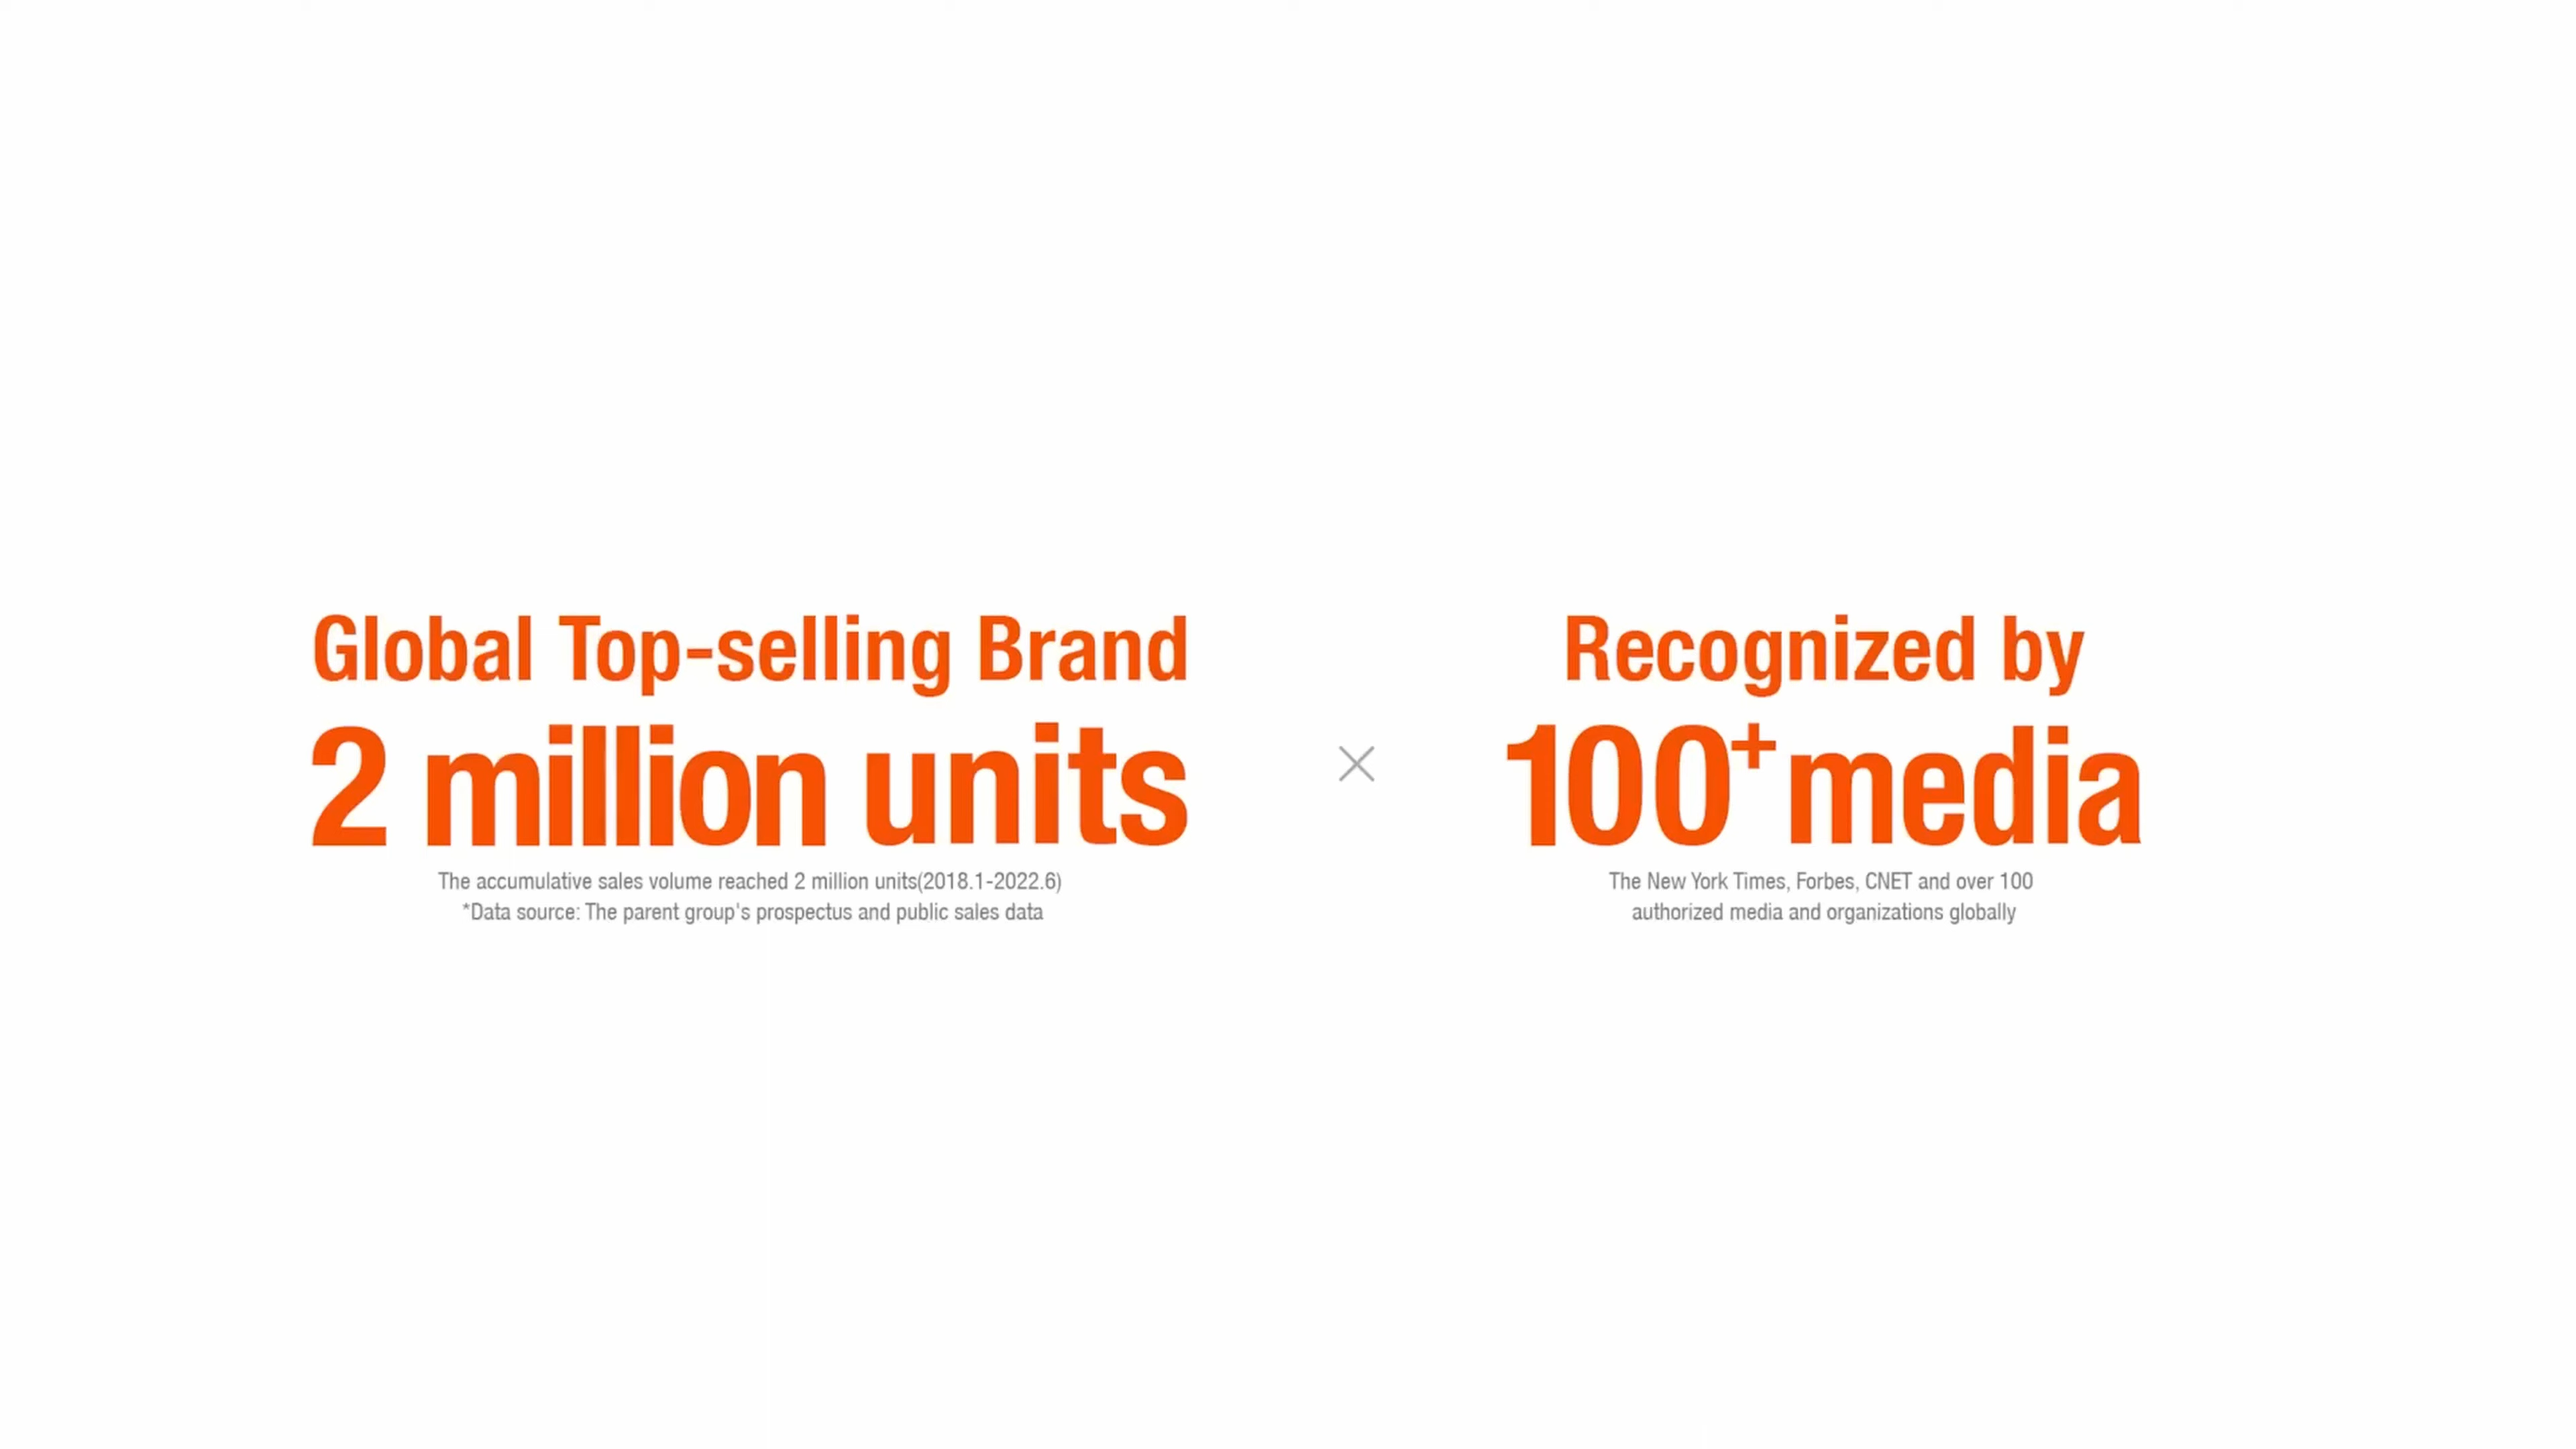 Global Top-selling Brand
2 million units
The accumulative sales volume reached 2 million units(2018.1-2022.6)
*Data source: The parent group's prospectus and public sales data
×
Recognized by
100+ media
The New York Times, Forbes, CNET and over 100
authorized media and organizations globally